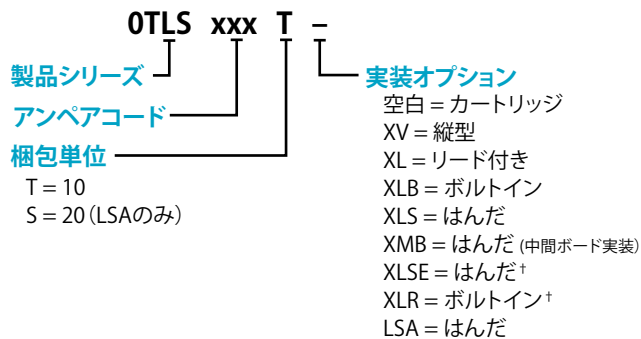 0TLS xxx T –
製品シリーズ
アンペアコード
梱包単位
T = 10
S = 20（LSAのみ）
実装オプション
空白 = カートリッジ
XV = 縦型
XL = リード付き
XLB = ボルトイン
XLS = はんだ
XMB = はんだ (中間ボード実装)
XLSE = はんだ†
XLR = ボルトイン†
LSA = はんだ